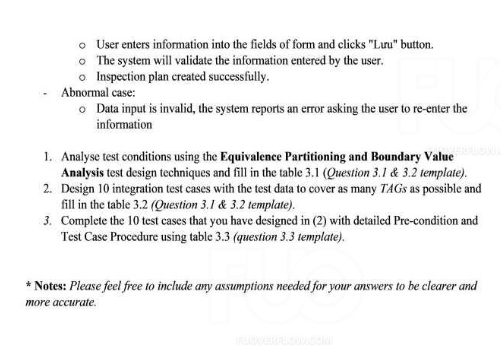 o User enters information into the fields of form and clicks "Lưu" button.
o The system will validate the information entered by the user.
o Inspection plan created successfully.
- Abnormal case:
o Data input is invalid, the system reports an error asking the user to re-enter the
information
1. Analyse test conditions using the Equivalence Partitioning and Boundary Value
Analysis test design techniques and fill in the table 3.1 (Question 3.1 & 3.2 template).
2. Design 10 integration test cases with the test data to cover as many TAGs as possible and
fill in the table 3.2 (Question 3.1 & 3.2 template).
3. Complete the 10 test cases that you have designed in (2) with detailed Pre-condition and
Test Case Procedure using table 3.3 (question 3.3 template).
* Notes: Please feel free to include any assumptions needed for your answers to be clearer and
more accurate.